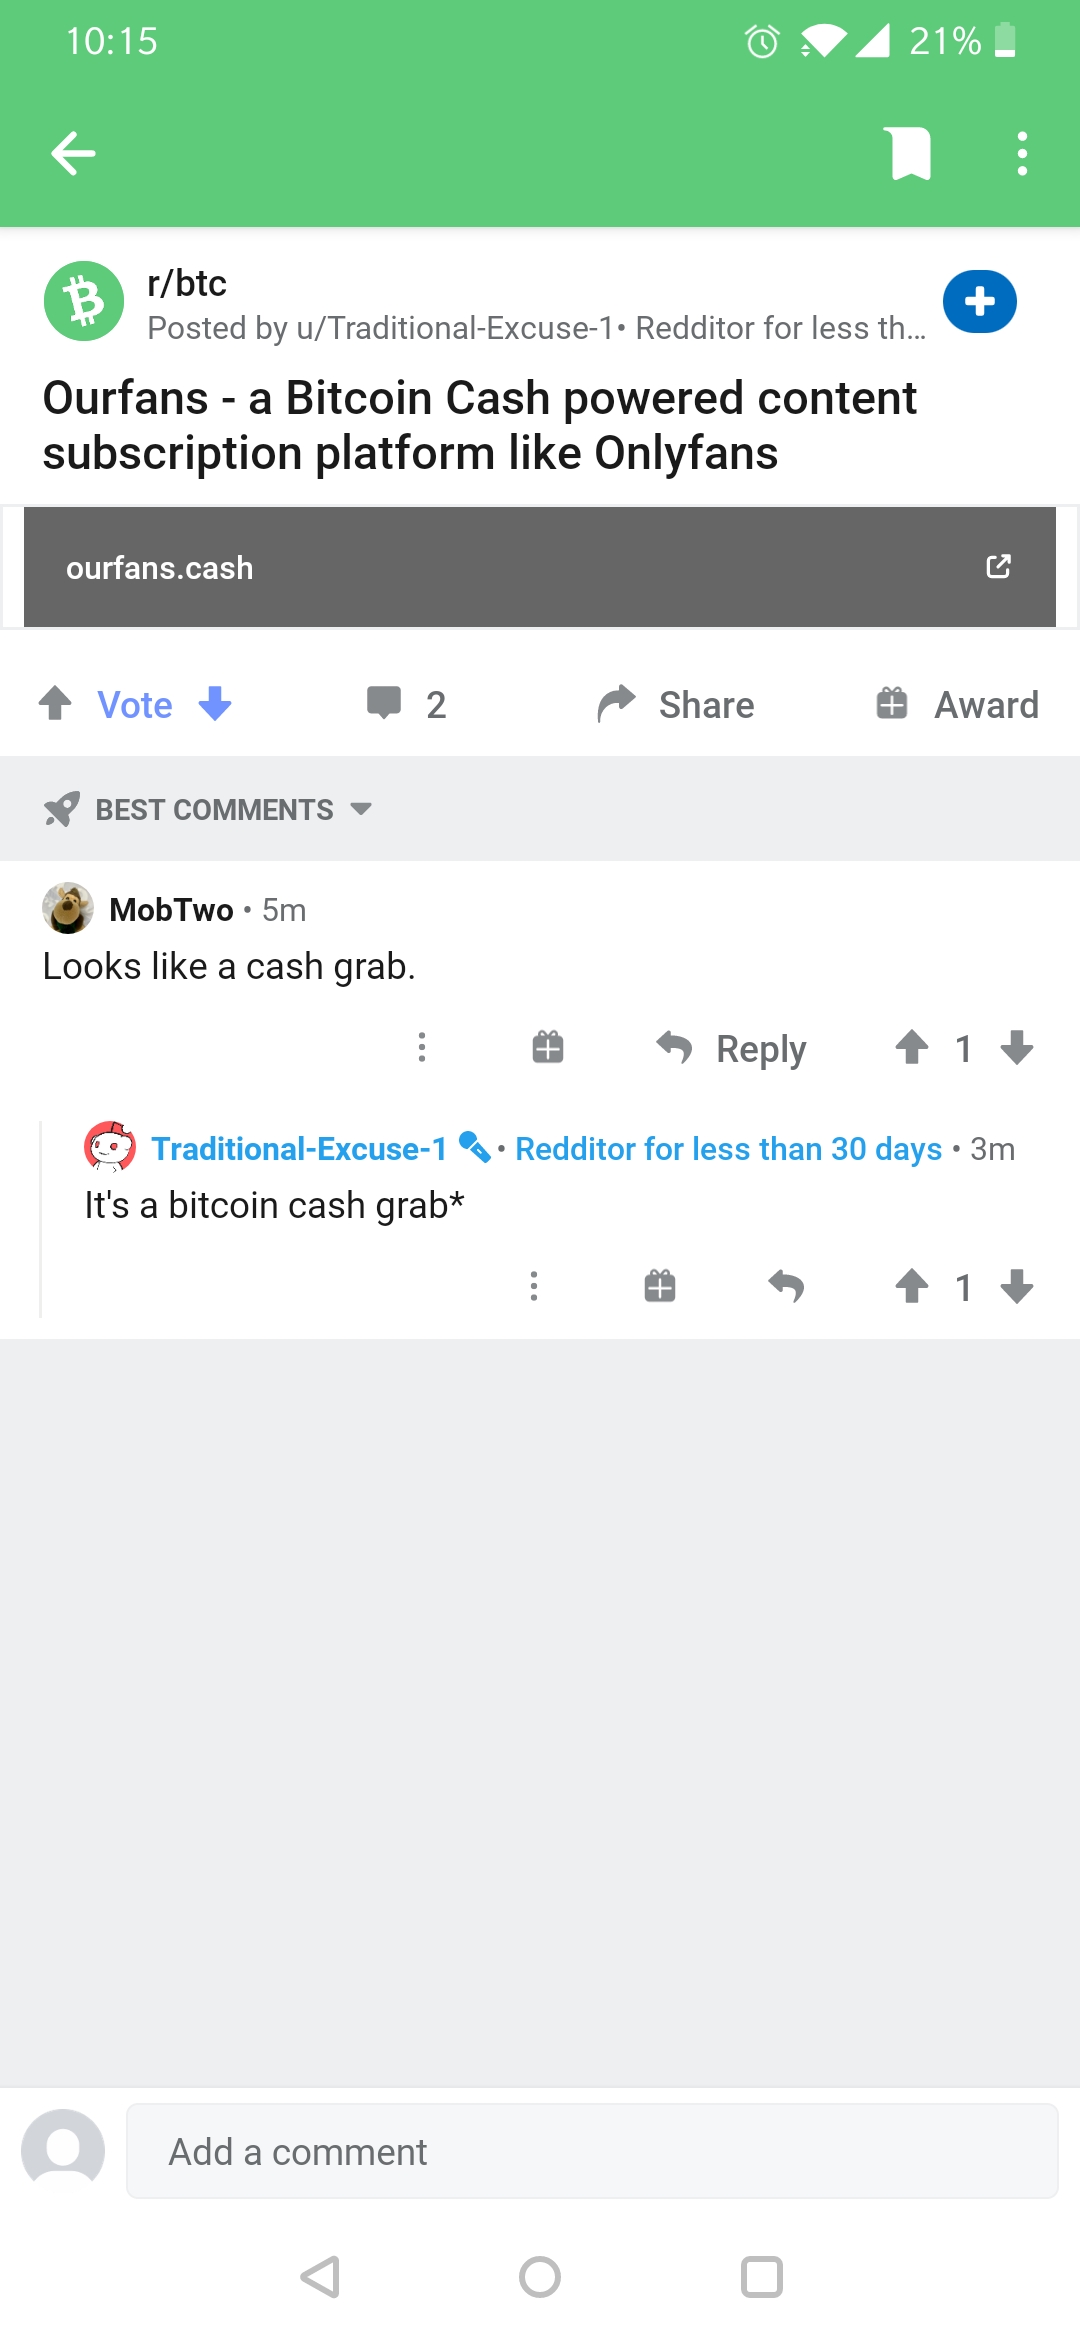 10:15
21%
r/btc
Posted by u/Traditional-Excuse-1• Redditor for less th...
Ourfans - a Bitcoin Cash powered content
subscription platform like Onlyfans
ourfans.cash
Vote
2
Share
Award
BEST COMMENTS
MobTwo • 5m
Looks like a cash grab.
Reply
1
Traditional-Excuse-1 • Redditor for less than 30 days • 3m
It's a bitcoin cash grab*
1
Add a comment